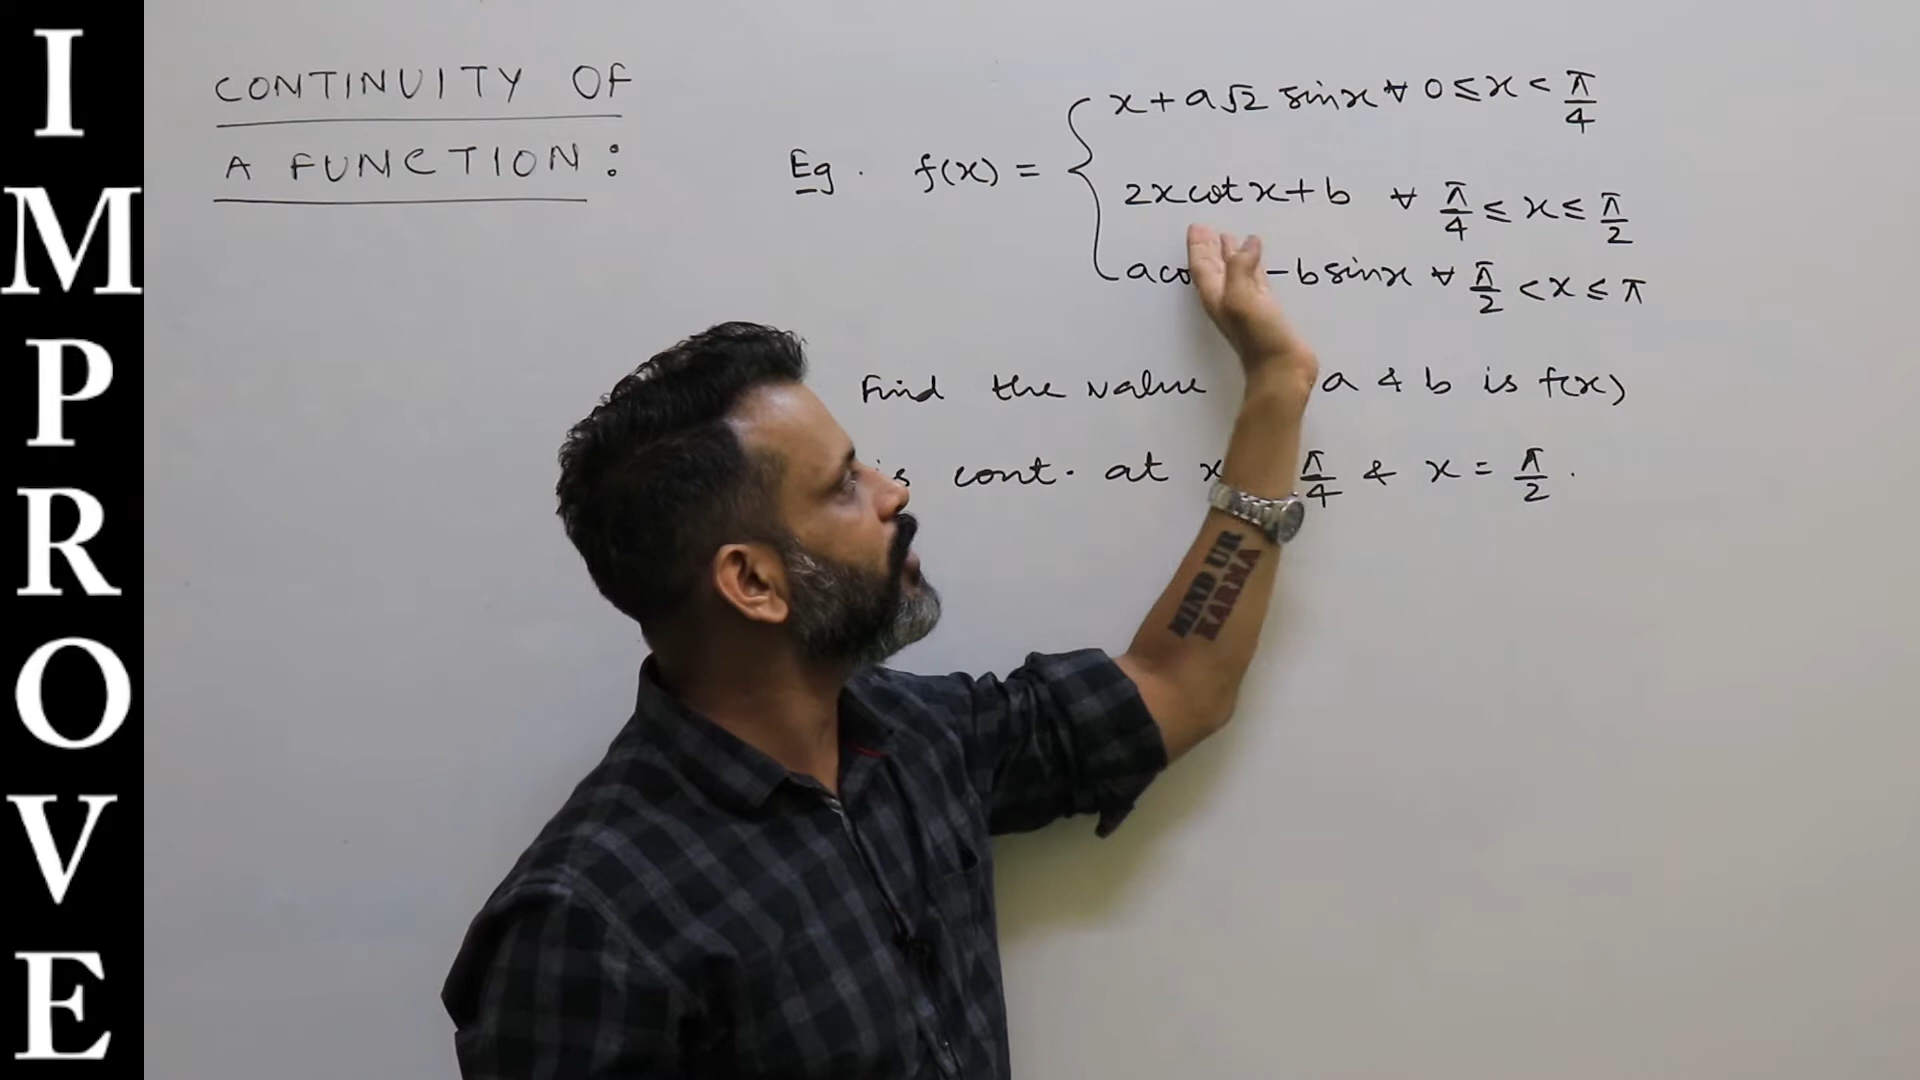 IMPROVE
CONTINUITY OF
A FUNCTION :
Eg. f(x) =
x + a√2 sinx ∀ 0 ≤ x < π/4
2x cot x + b ∀ π/4 ≤ x ≤ π/2
- b sinx ∀ π/2 < x ≤ π
Find the value a & b is f(x)
is cont. at x π/4 & x = π/2 .
MIND UR
KARMA